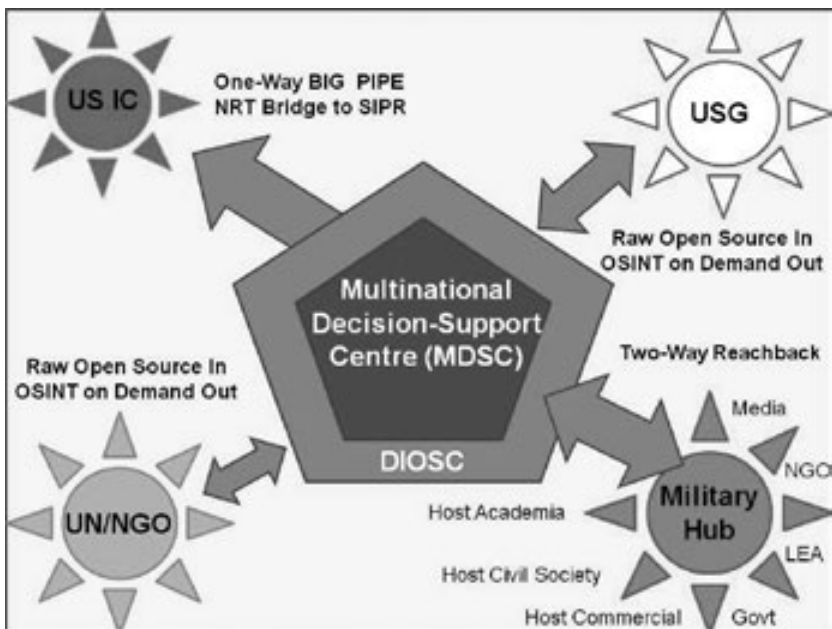 US IC
One-Way BIG PIPE
NRT Bridge to SIPR
USG
Raw Open Source In
OSINT on Demand Out
Multinational
Decision-Support
Centre (MDSC)
DIOSC
Raw Open Source In
OSINT on Demand Out
UN/NGO
Two-Way Reachback
Military
Hub
Media
NGO
LEA
Govt
Host Commercial
Host Civil Society
Host Academia